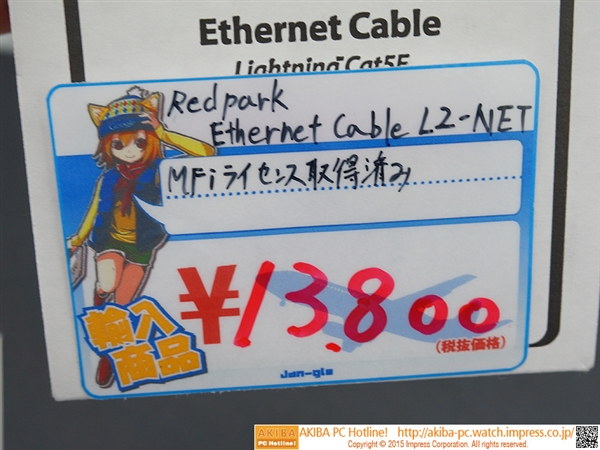 Ethernet Cable
Lightning Cat5E
Redpark
Ethernet Cable L2-NET
MFiライセンス取得済み
¥13,800
(税抜価格)
輸入
商品
Jan-gle
AKIBA PC Hotline! AKIBA PC Hotline! http://akiba-pc.watch.impress.co.jp/
Copyright © 2015 Impress Corporation. All rights reserved.